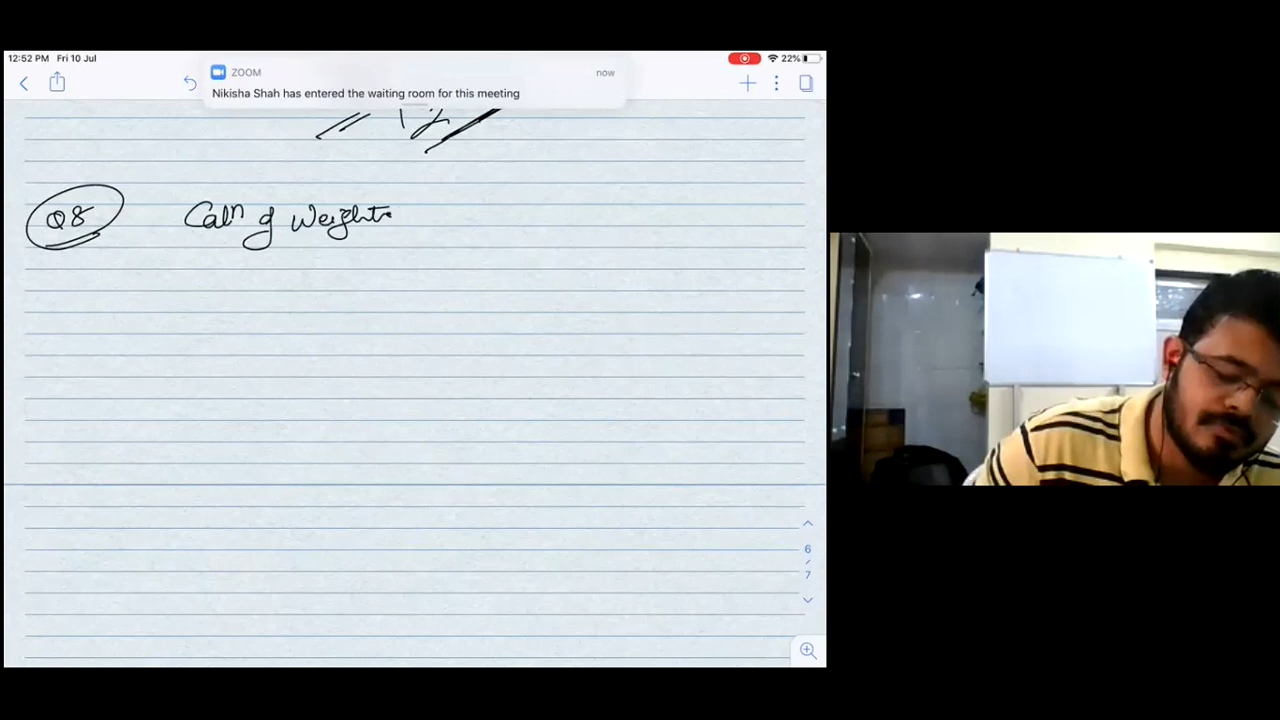 12:52 PM Fri 10 Jul
22%
ZOOM
now
Nikisha Shah has entered the waiting room for this meeting
Q8 Calⁿ of Weights
6
7